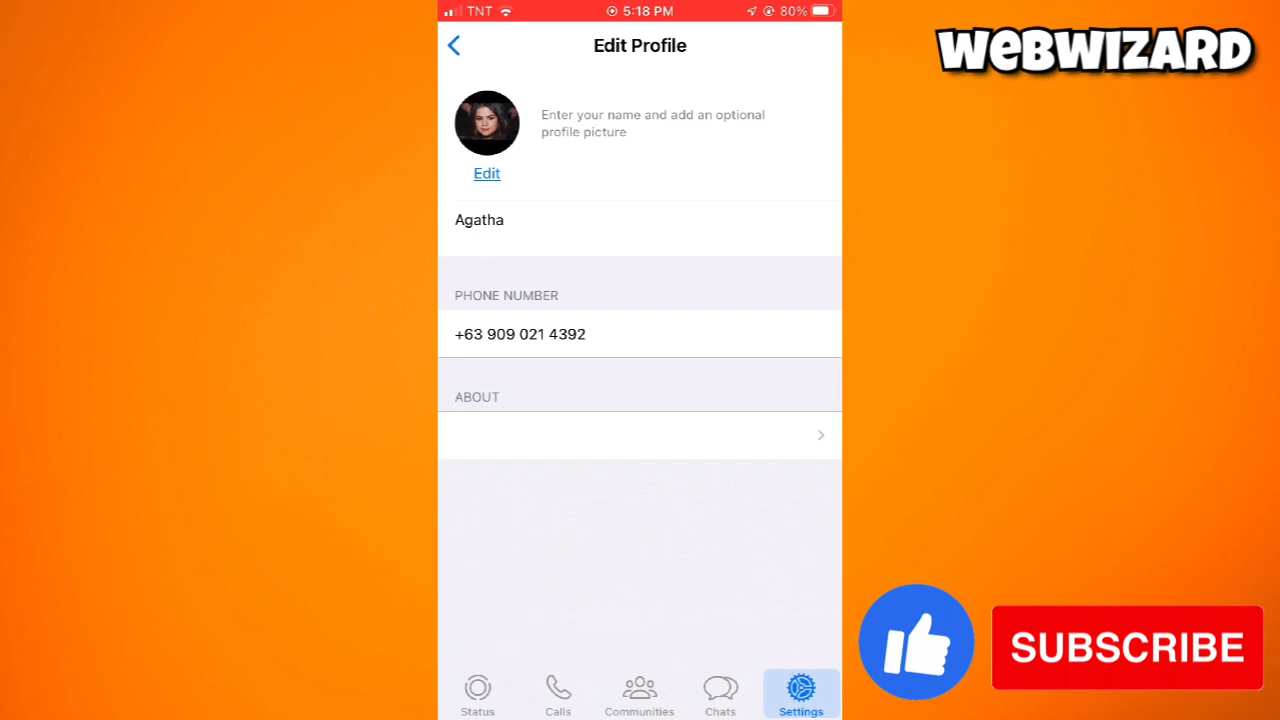 TNT 5:18 PM 80%
WEBWIZARD
Edit Profile
Enter your name and add an optional
profile picture
Edit
Agatha
PHONE NUMBER
+63 909 021 4392
ABOUT
SUBSCRIBE
Status Calls Communities Chats Settings